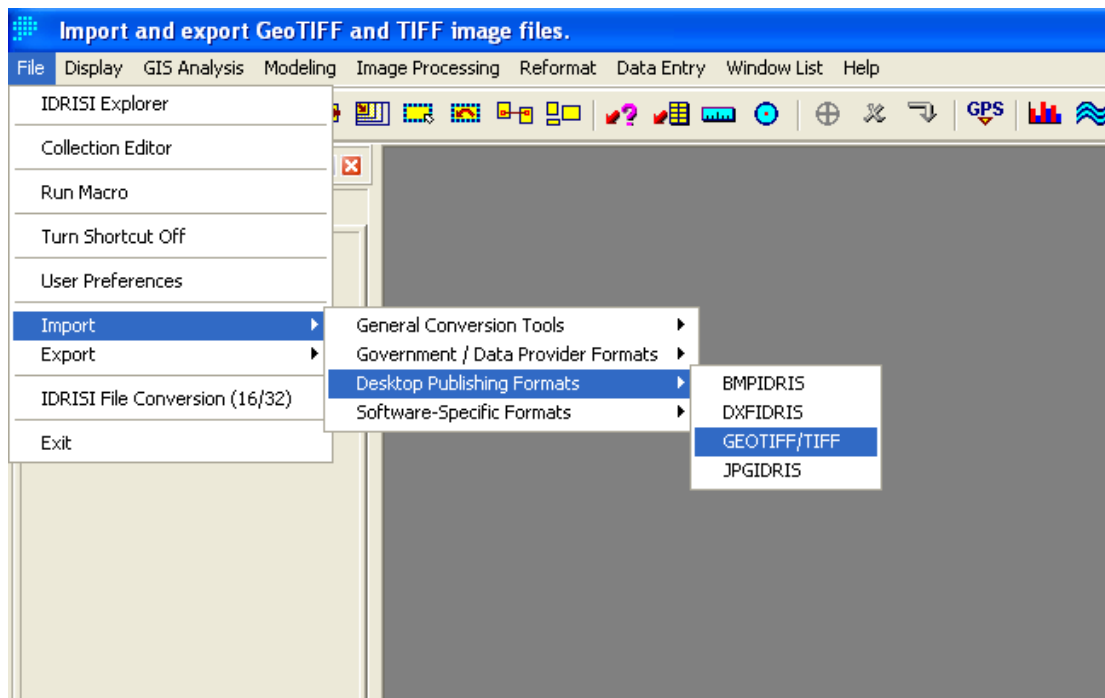 Import and export GeoTIFF and TIFF image files.
File Display GIS Analysis Modeling Image Processing Reformat Data Entry Window List Help
IDRISI Explorer
GPS
Collection Editor
Run Macro
Turn Shortcut Off
User Preferences
Import
General Conversion Tools
Export
Government / Data Provider Formats
Desktop Publishing Formats
BMPIDRIS
IDRISI File Conversion (16/32)
Software-Specific Formats
DXFIDRIS
Exit
GEOTIFF/TIFF
JPGIDRIS